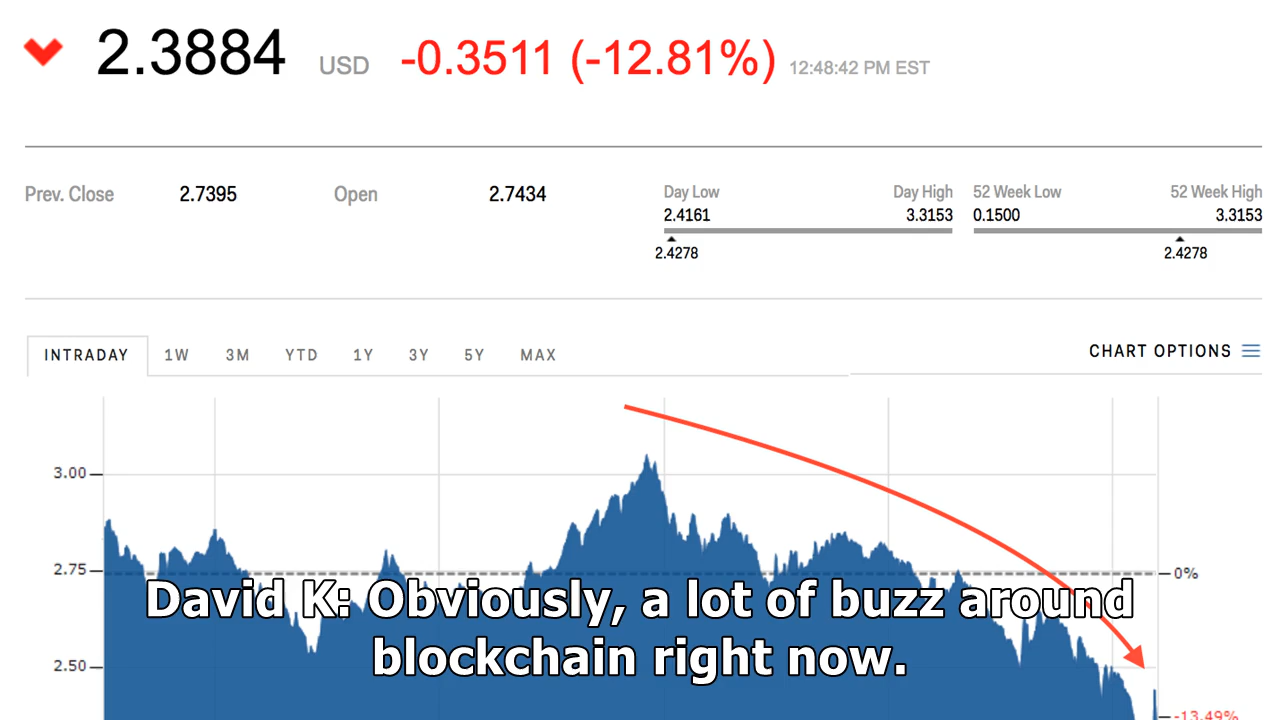 2.3884 USD -0.3511 (-12.81%) 12:48:42 PM EST
Prev. Close 2.7395 Open 2.7434
Day Low Day High 52 Week Low 52 Week High
2.4161 3.3153 0.1500 3.3153
2.4278 2.4278
INTRADAY 1W 3M YTD 1Y 3Y 5Y MAX CHART OPTIONS
3.00
2.75 0%
David K: Obviously, a lot of buzz around
blockchain right now.
2.50
-13.49%